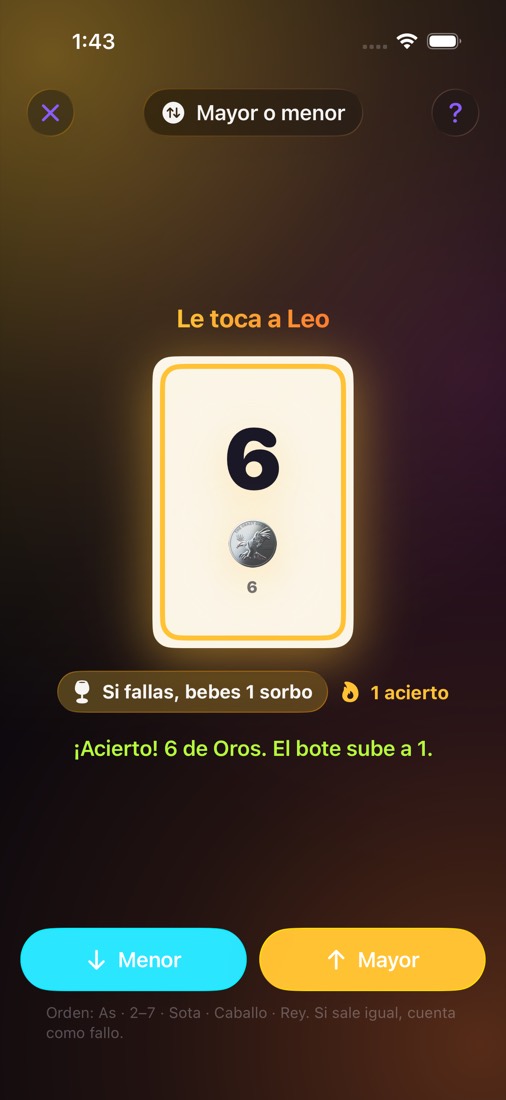 1:43
Mayor o menor
?
Le toca a Leo
6
6
Si fallas, bebes 1 sorbo
1 acierto
¡Acierto! 6 de Oros. El bote sube a 1.
↓ Menor
↑ Mayor
Orden: As · 2–7 · Sota · Caballo · Rey. Si sale igual, cuenta
como fallo.